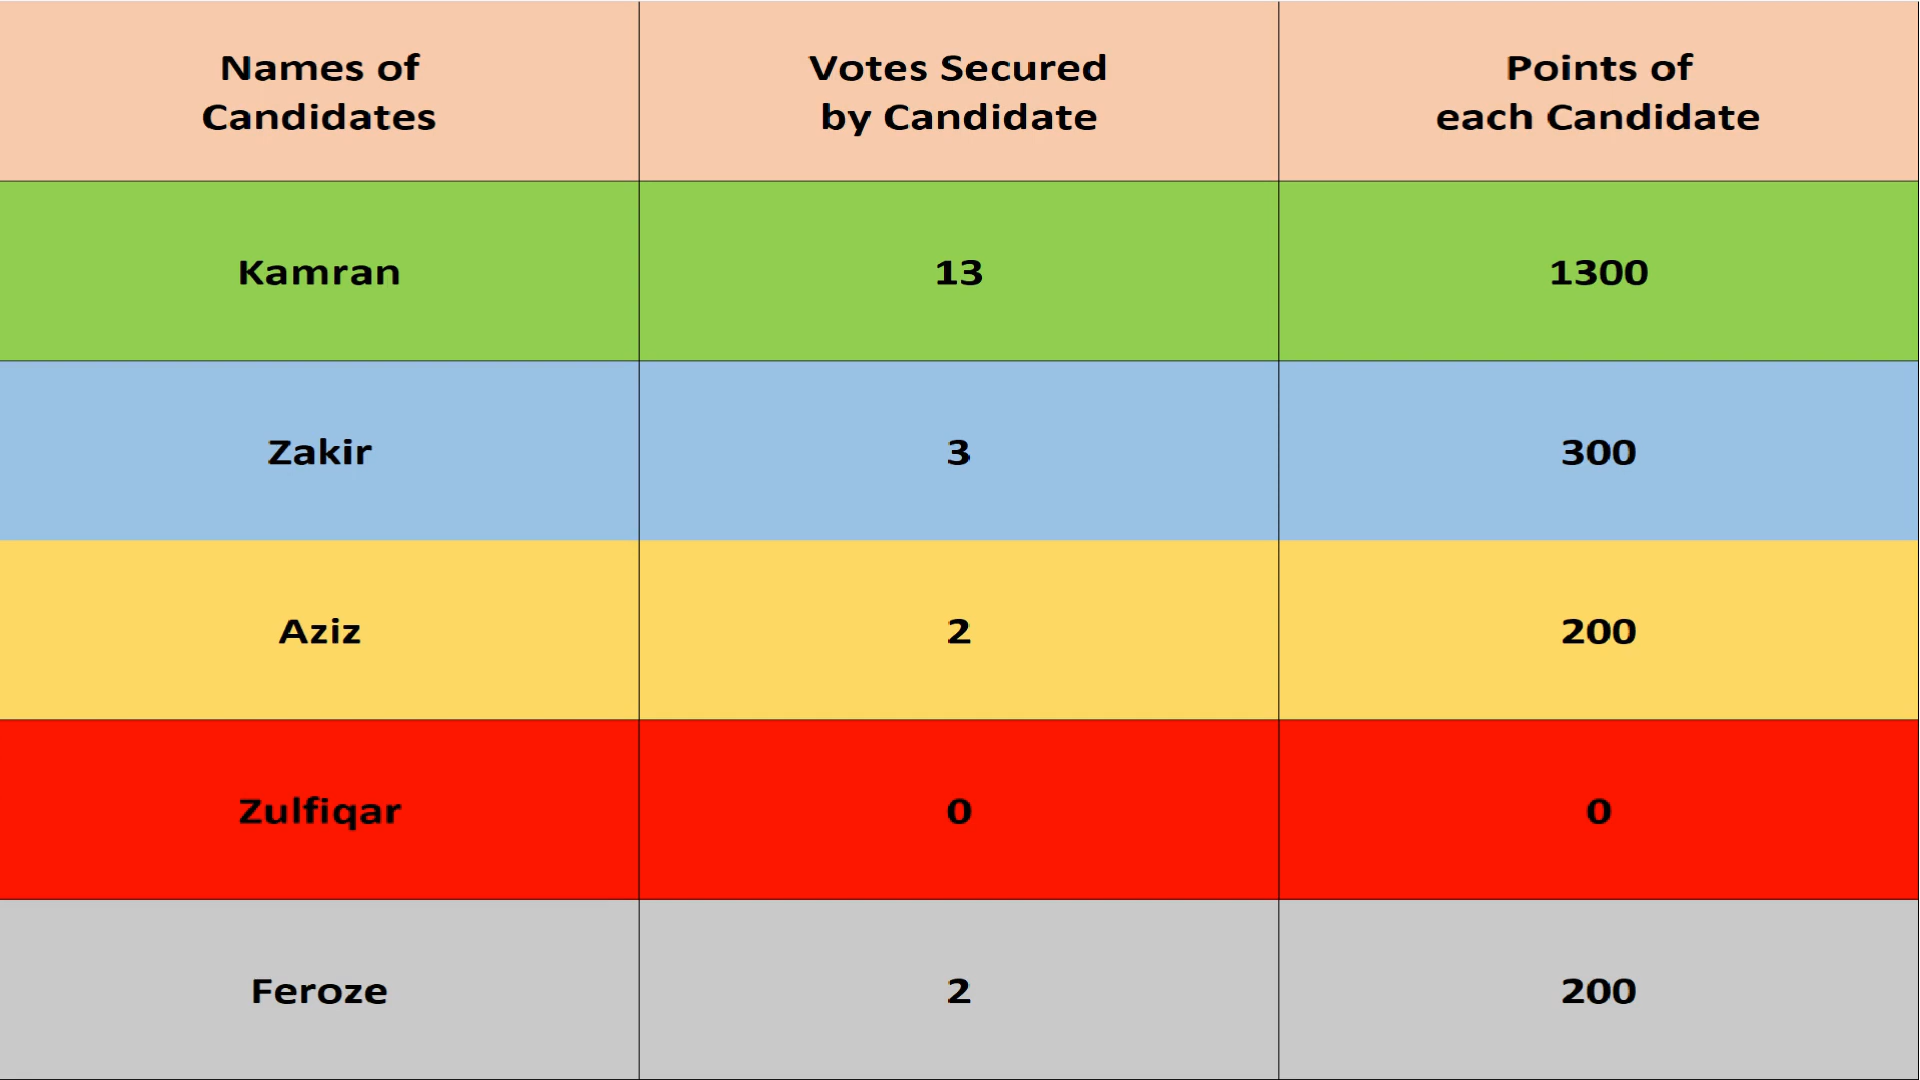 Names of Candidates
Votes Secured by Candidate
Points of each Candidate
Kamran 13 1300
Zakir 3 300
Aziz 2 200
Zulfiqar 0 0
Feroze 2 200